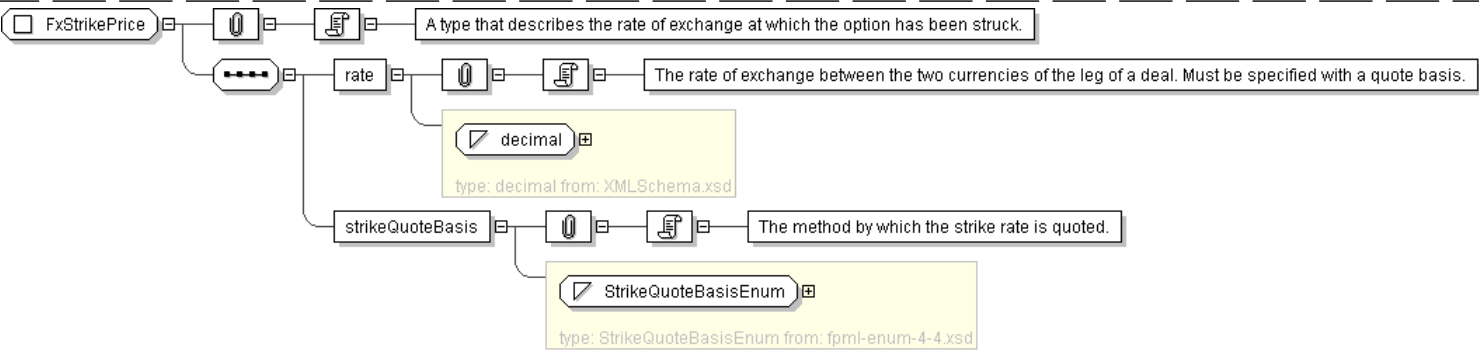 FxStrikePrice
A type that describes the rate of exchange at which the option has been struck.
rate
The rate of exchange between the two currencies of the leg of a deal. Must be specified with a quote basis.
decimal
type: decimal from: XMLSchema.xsd
strikeQuoteBasis
The method by which the strike rate is quoted.
StrikeQuoteBasisEnum
type: StrikeQuoteBasisEnum from: fpml-enum-4-4.xsd